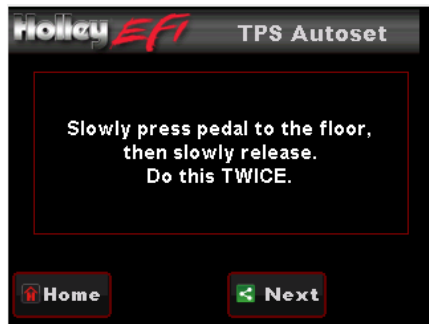 Holley EFI TPS Autoset
Slowly press pedal to the floor,
then slowly release.
Do this TWICE.
Home Next